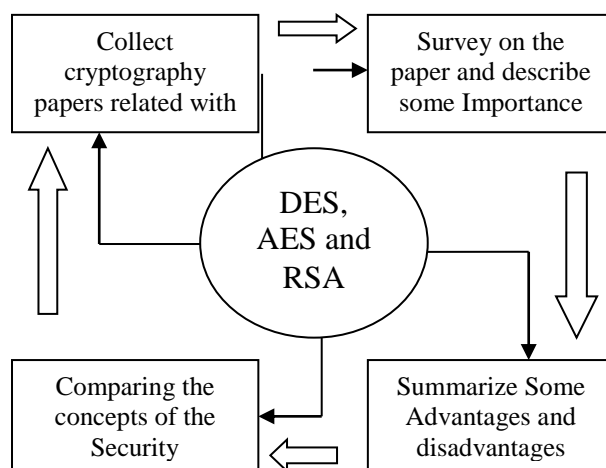 Collect
cryptography
papers related with
Survey on the
paper and describe
some Importance
DES,
AES and
RSA
Comparing the
concepts of the
Security
Summarize Some
Advantages and
disadvantages